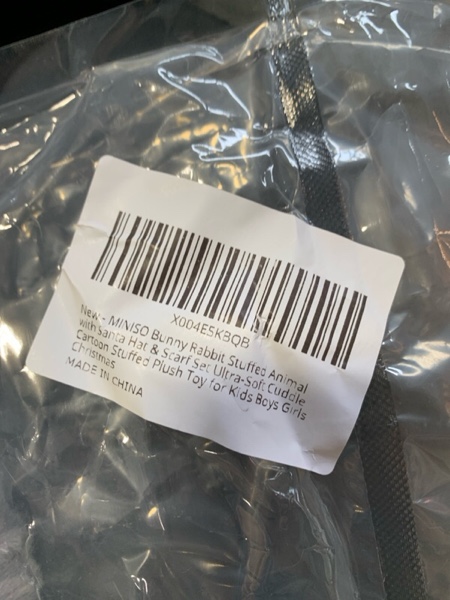 X004E5KBQB
New - MINISO Bunny Rabbit Stuffed Animal
with Santa Hat & Scarf Set Ultra-Soft Cuddle
Cartoon Stuffed Plush Toy for Kids Boys Girls
Christmas
MADE IN CHINA